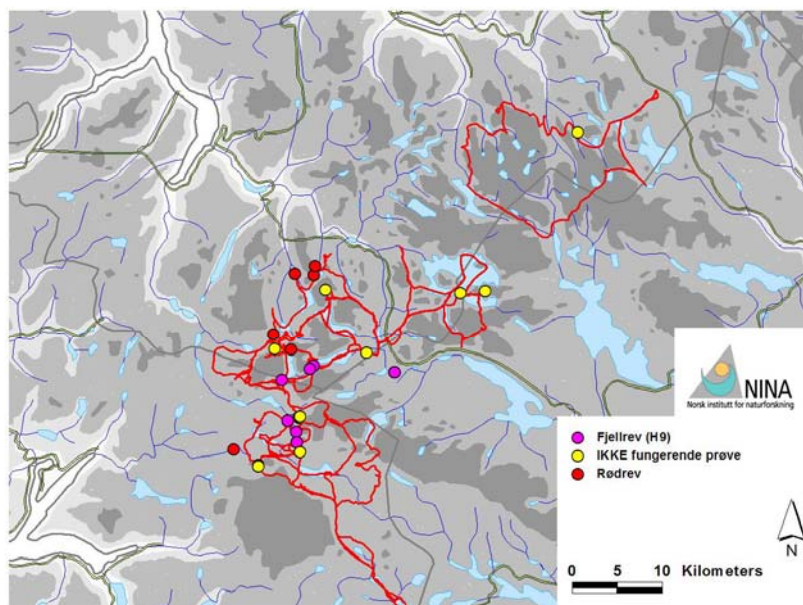 NINA
Norsk institutt for naturforskning
Fjellrev (H9)
IKKE fungerende prøve
Rødrev
0 5 10 Kilometers
N